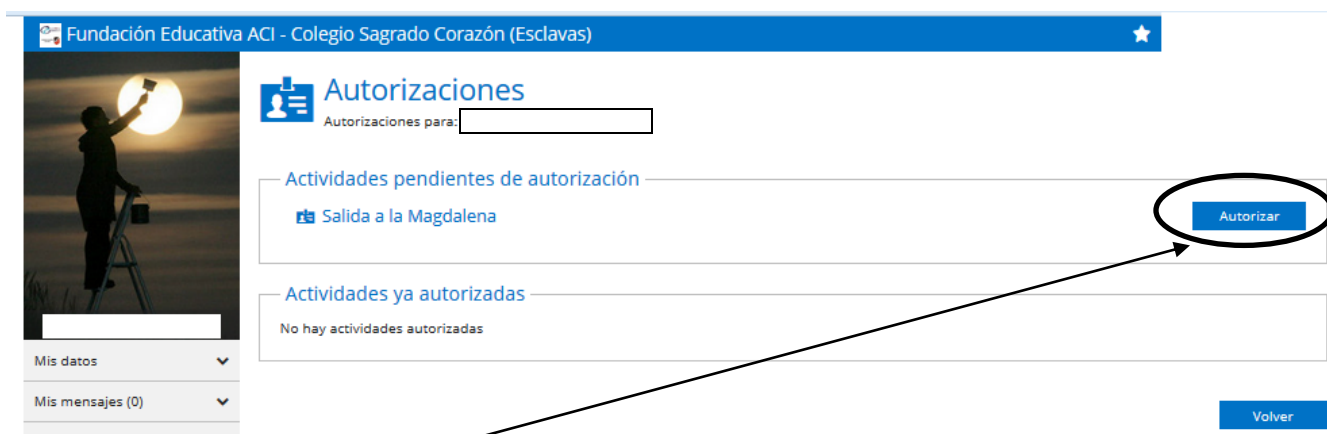 Fundación Educativa ACI - Colegio Sagrado Corazón (Esclavas)
Autorizaciones
Autorizaciones para:
Actividades pendientes de autorización
Salida a la Magdalena
Autorizar
Actividades ya autorizadas
No hay actividades autorizadas
Mis datos
Mis mensajes (0)
Volver